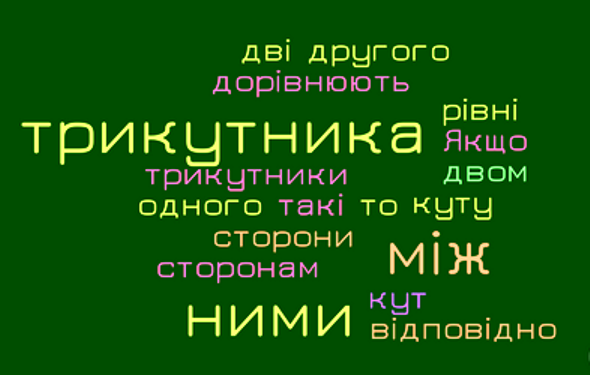 дві другого
дорівнюють
рівні
трикутника
Якщо
трикутники
двом
одного такі то куту
сторони
між
сторонам
кут
ними
відповідно